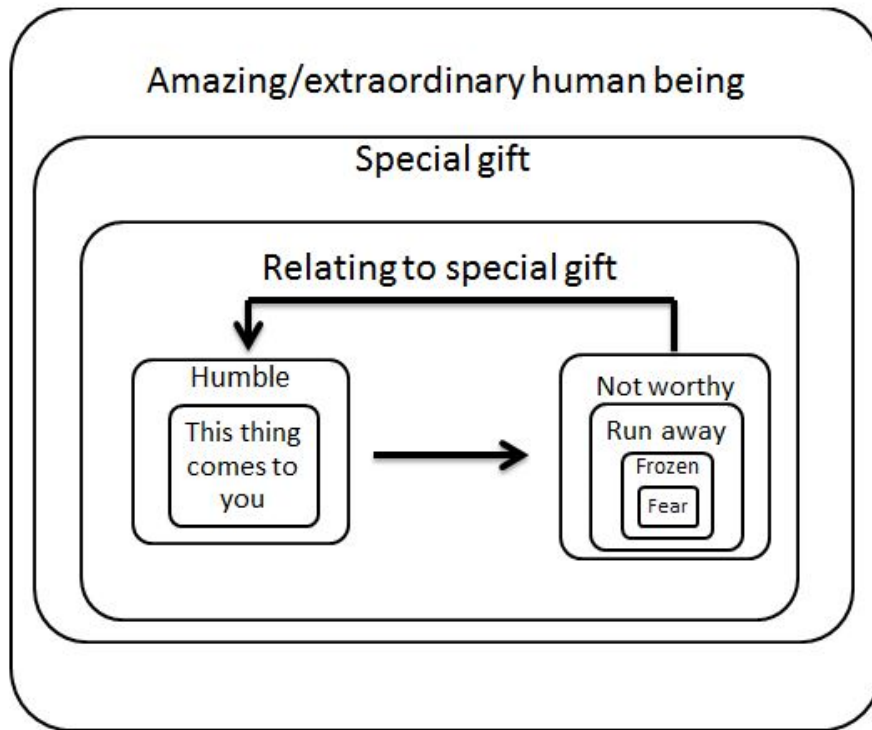 Amazing/extraordinary human being
Special gift
Relating to special gift
Humble
This thing
comes to
you
Not worthy
Run away
Frozen
Fear